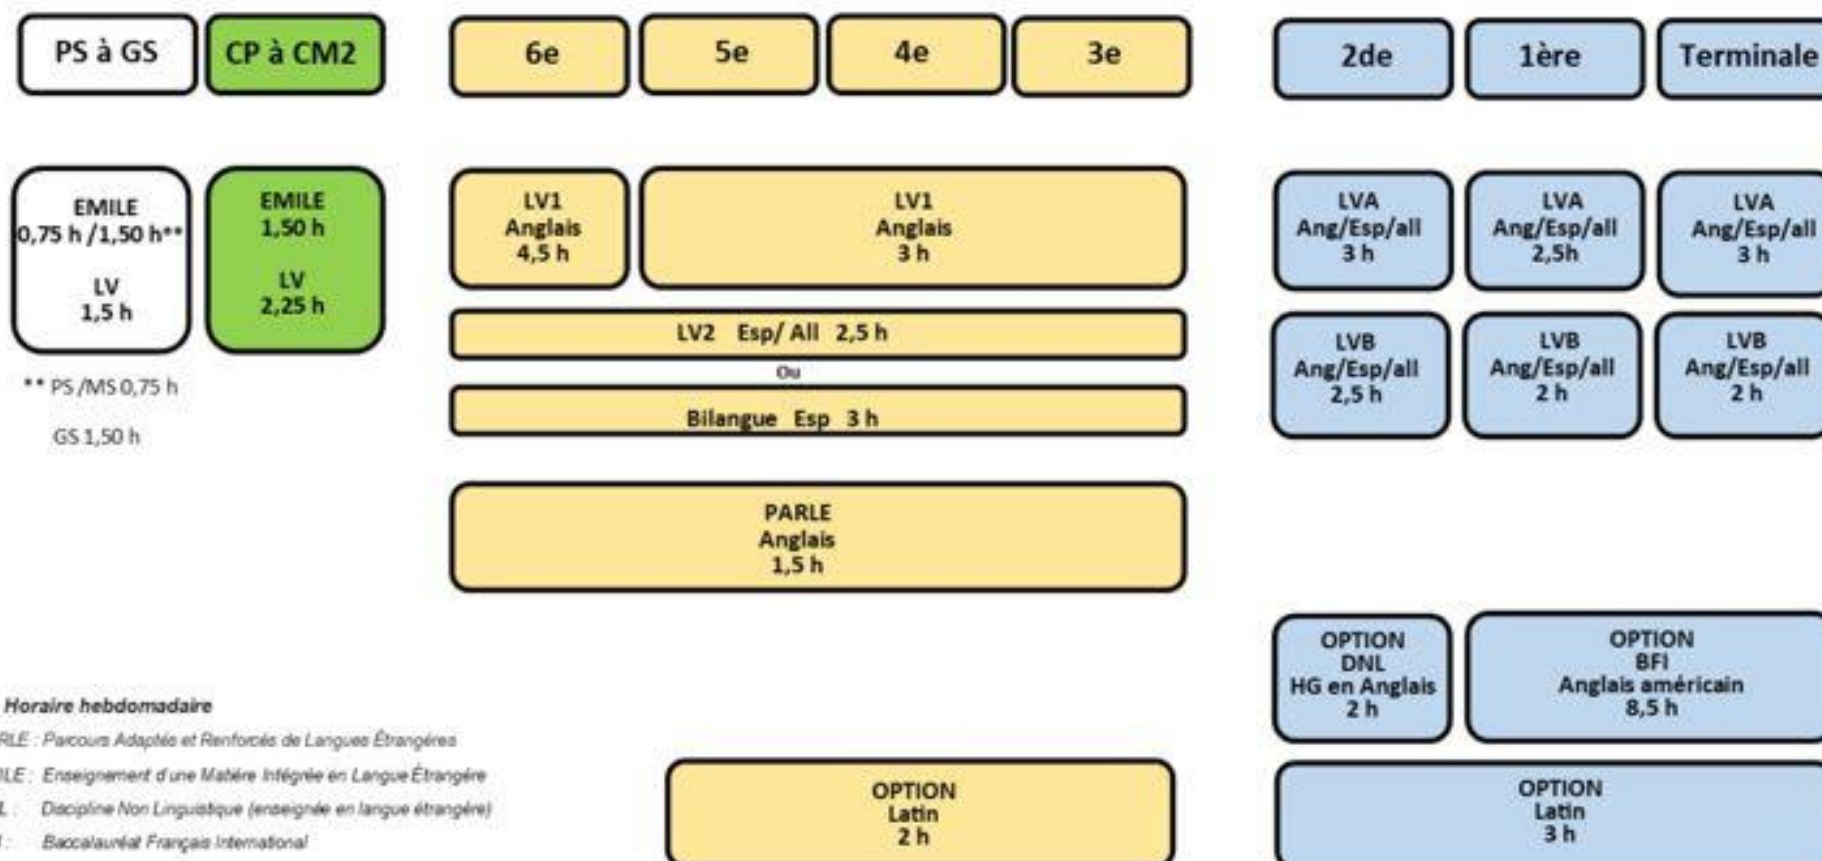 PS à GS
CP à CM2
6e
5e
4e
3e
2de
1ère
Terminale
EMILE
0,75 h /1,50 h**
LV
1,5 h
EMILE
1,50 h
LV
2,25 h
** PS /MS 0,75 h
GS 1,50 h
LV1
Anglais
4,5 h
LV1
Anglais
3 h
LV2 Esp/ All 2,5 h
Ou
Bilangue Esp 3 h
PARLE
Anglais
1,5 h
LVA
Ang/Esp/all
3 h
LVA
Ang/Esp/all
2,5h
LVA
Ang/Esp/all
3 h
LVB
Ang/Esp/all
2,5 h
LVB
Ang/Esp/all
2 h
LVB
Ang/Esp/all
2 h
OPTION
DNL
HG en Anglais
2 h
OPTION
BFI
Anglais américain
8,5 h
Horaire hebdomadaire
RLE : Parcours Adaptés et Renforcés de Langues Étrangères
ILE : Enseignement d'une Matière Intégrée en Langue Étrangère
L : Discipline Non Linguistique (enseignée en langue étrangère)
: Baccalauréat Français International
OPTION
Latin
2 h
OPTION
Latin
3 h